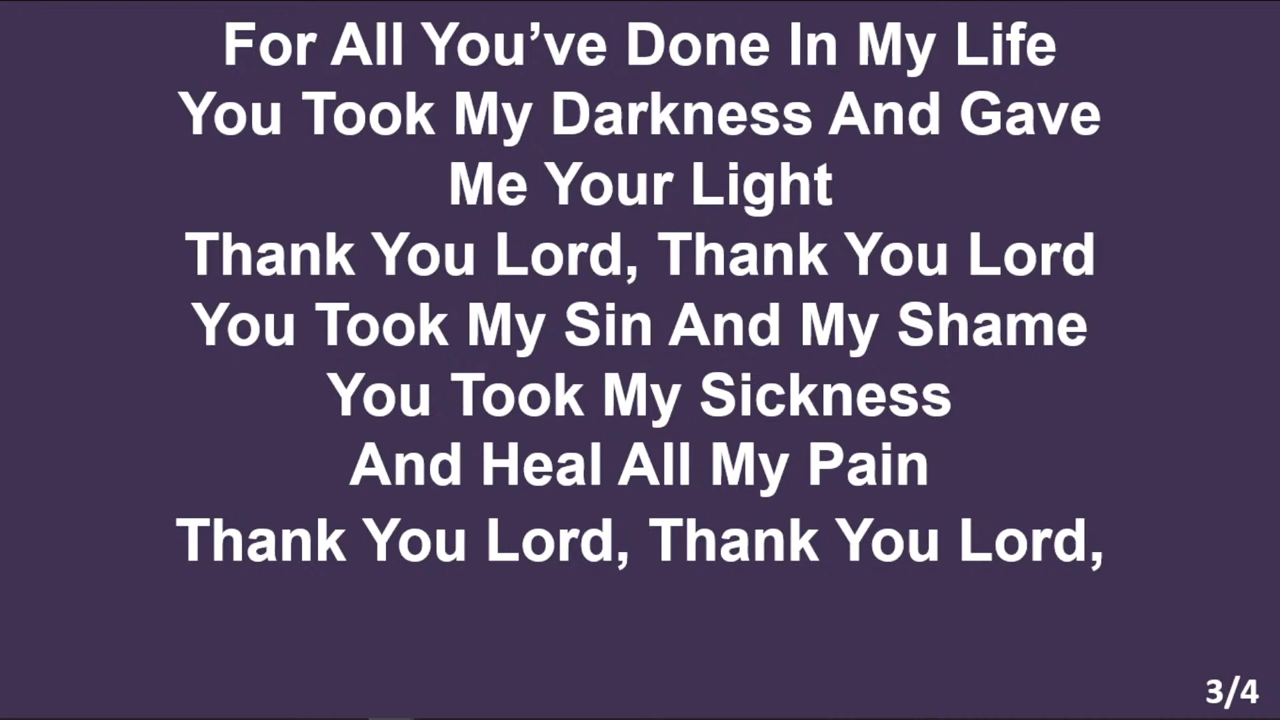 For All You’ve Done In My Life
You Took My Darkness And Gave
Me Your Light
Thank You Lord, Thank You Lord
You Took My Sin And My Shame
You Took My Sickness
And Heal All My Pain
Thank You Lord, Thank You Lord,
3/4